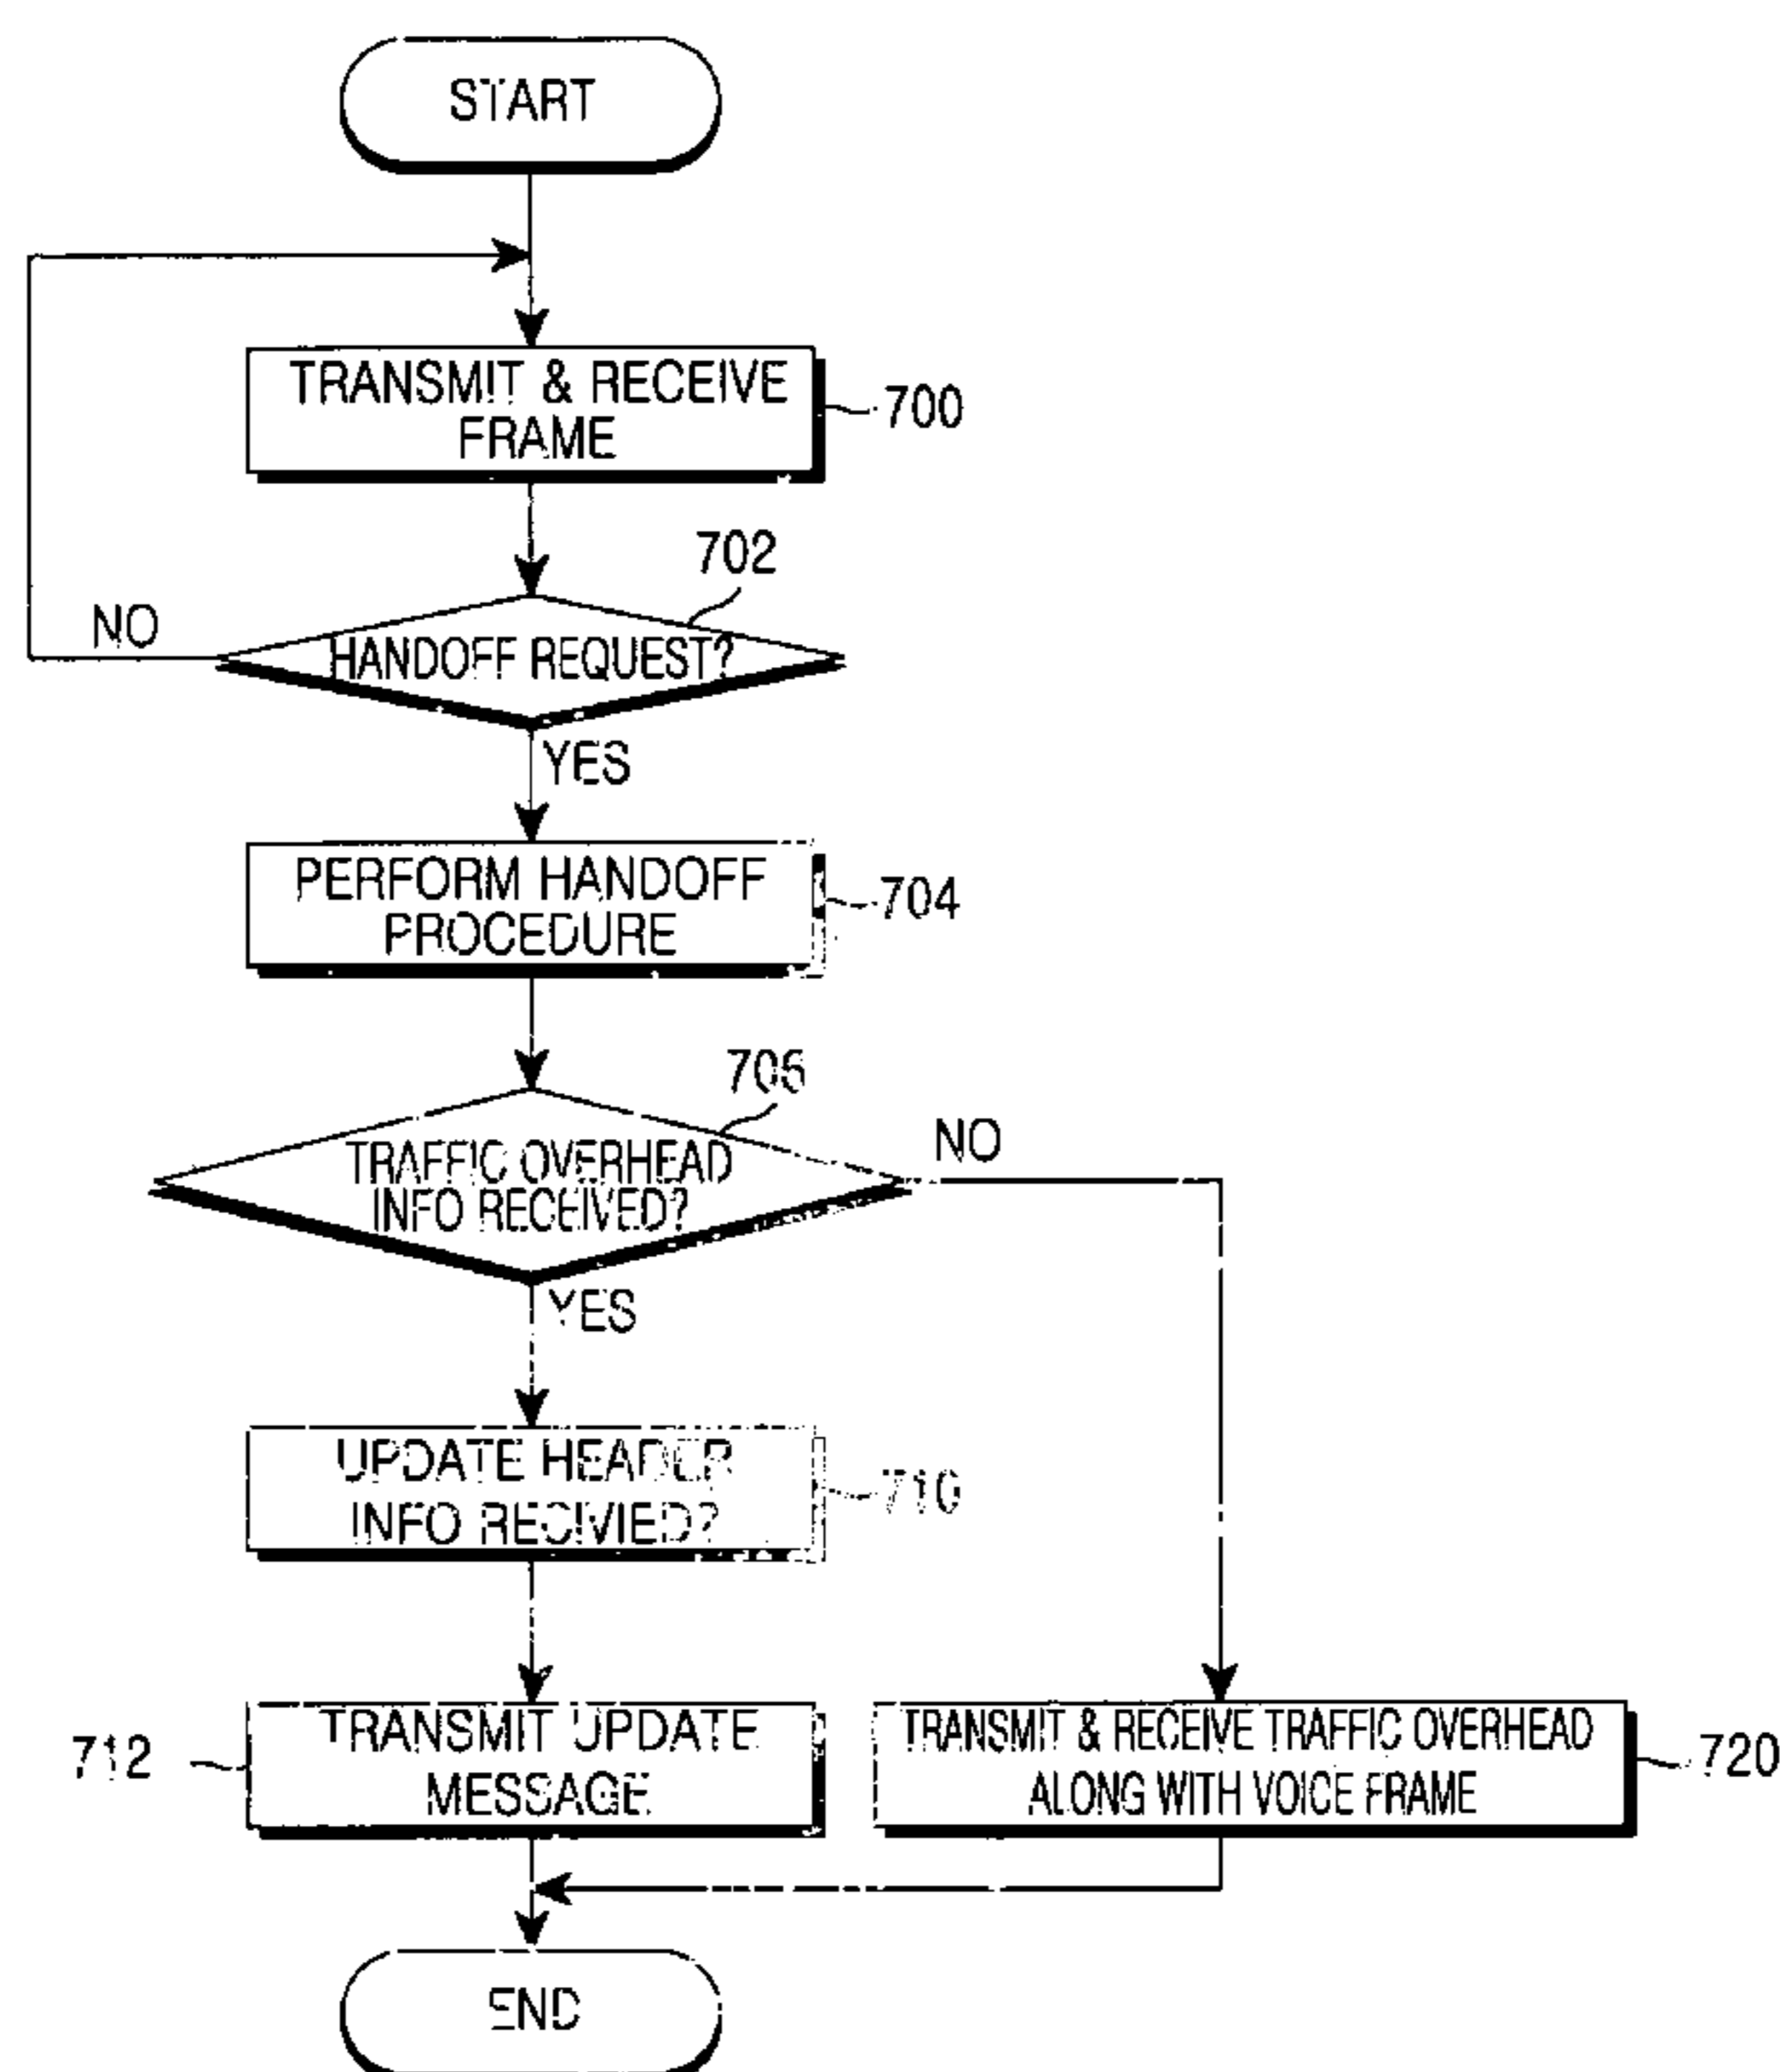 START
TRANSMIT & RECEIVE
FRAME
700
702
NO
HANDOFF REQUEST?
YES
PERFORM HANDOFF
PROCEDURE
704
706
NO
TRAFFIC OVERHEAD
INFO RECEIVED?
YES
UPDATE HEADER
INFO RECIVIED?
710
712
TRANSMIT UPDATE
MESSAGE
TRANSMIT & RECEIVE TRAFFIC OVERHEAD
ALONG WITH VOICE FRAME
720
END